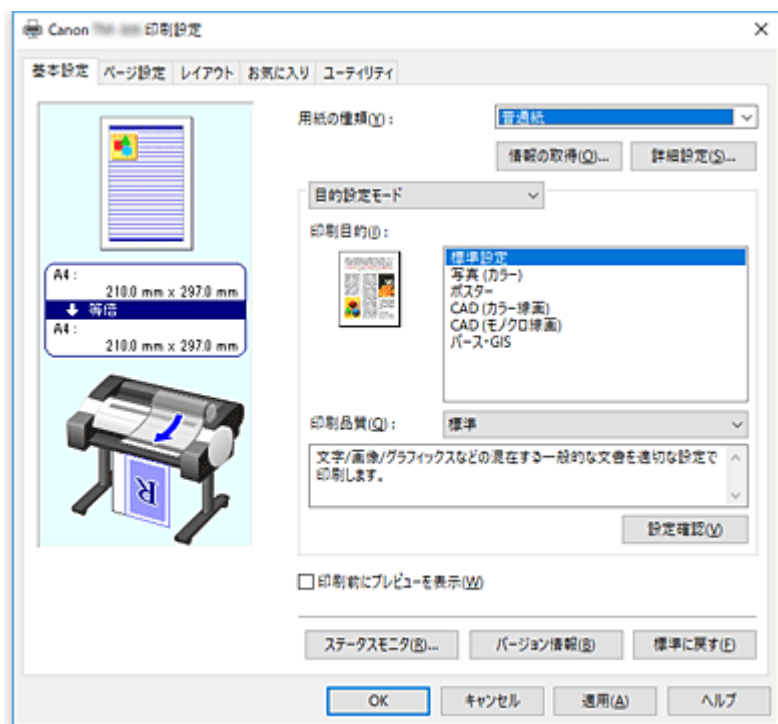 Canon 印刷設定
基本設定 ページ設定 レイアウト お気に入り ユーティリティ
用紙の種類(Y): 普通紙
情報の取得(O)... 詳細設定(S)...
目的設定モード
印刷目的(I):
標準設定
写真 (カラー)
ポスター
CAD (カラー線画)
CAD (モノクロ線画)
パース・GIS
A4 :
210.0 mm x 297.0 mm
等倍
A4 :
210.0 mm x 297.0 mm
R
印刷品質(Q): 標準
文字/画像/グラフィックスなどの混在する一般的な文書を適切な設定で
印刷します。
設定確認(V)
印刷前にプレビューを表示(W)
ステータスモニタ(R)... バージョン情報(B) 標準に戻す(F)
OK キャンセル 適用(A) ヘルプ